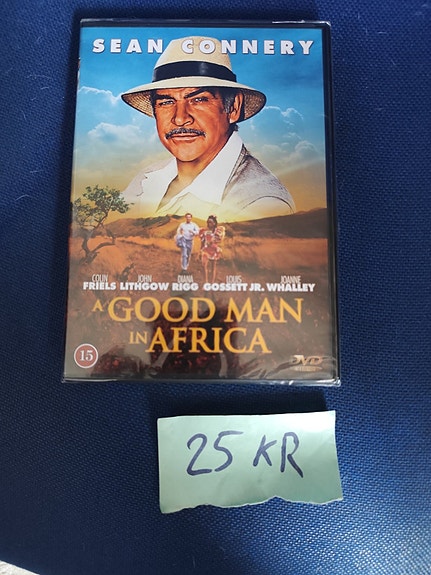 SEAN CONNERY
COLIN JOHN DIANA LOUIS JOANNE
FRIELS LITHGOW RIGG GOSSETT JR. WHALLEY
A GOOD MAN
IN AFRICA
15
DVD
25 KR